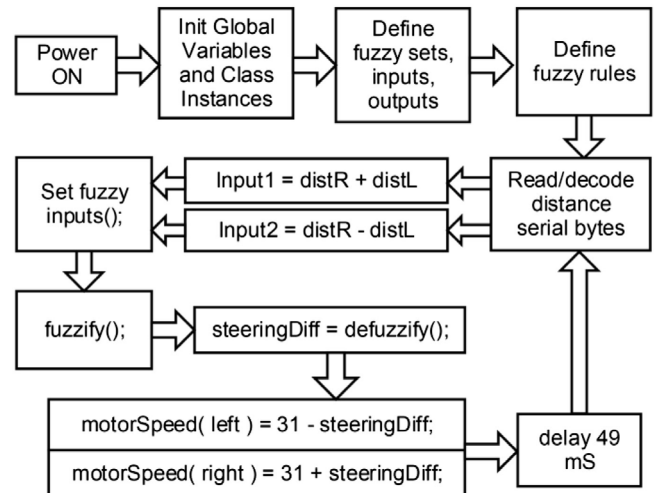 Power
ON
Init Global
Variables
and Class
Instances
Define
fuzzy sets,
inputs,
outputs
Define
fuzzy rules
Read/decode
distance
serial bytes
Input1 = distR + distL
Input2 = distR - distL
Set fuzzy
inputs();
fuzzify();
steeringDiff = defuzzify();
motorSpeed( left ) = 31 - steeringDiff;
motorSpeed( right ) = 31 + steeringDiff;
delay 49
mS